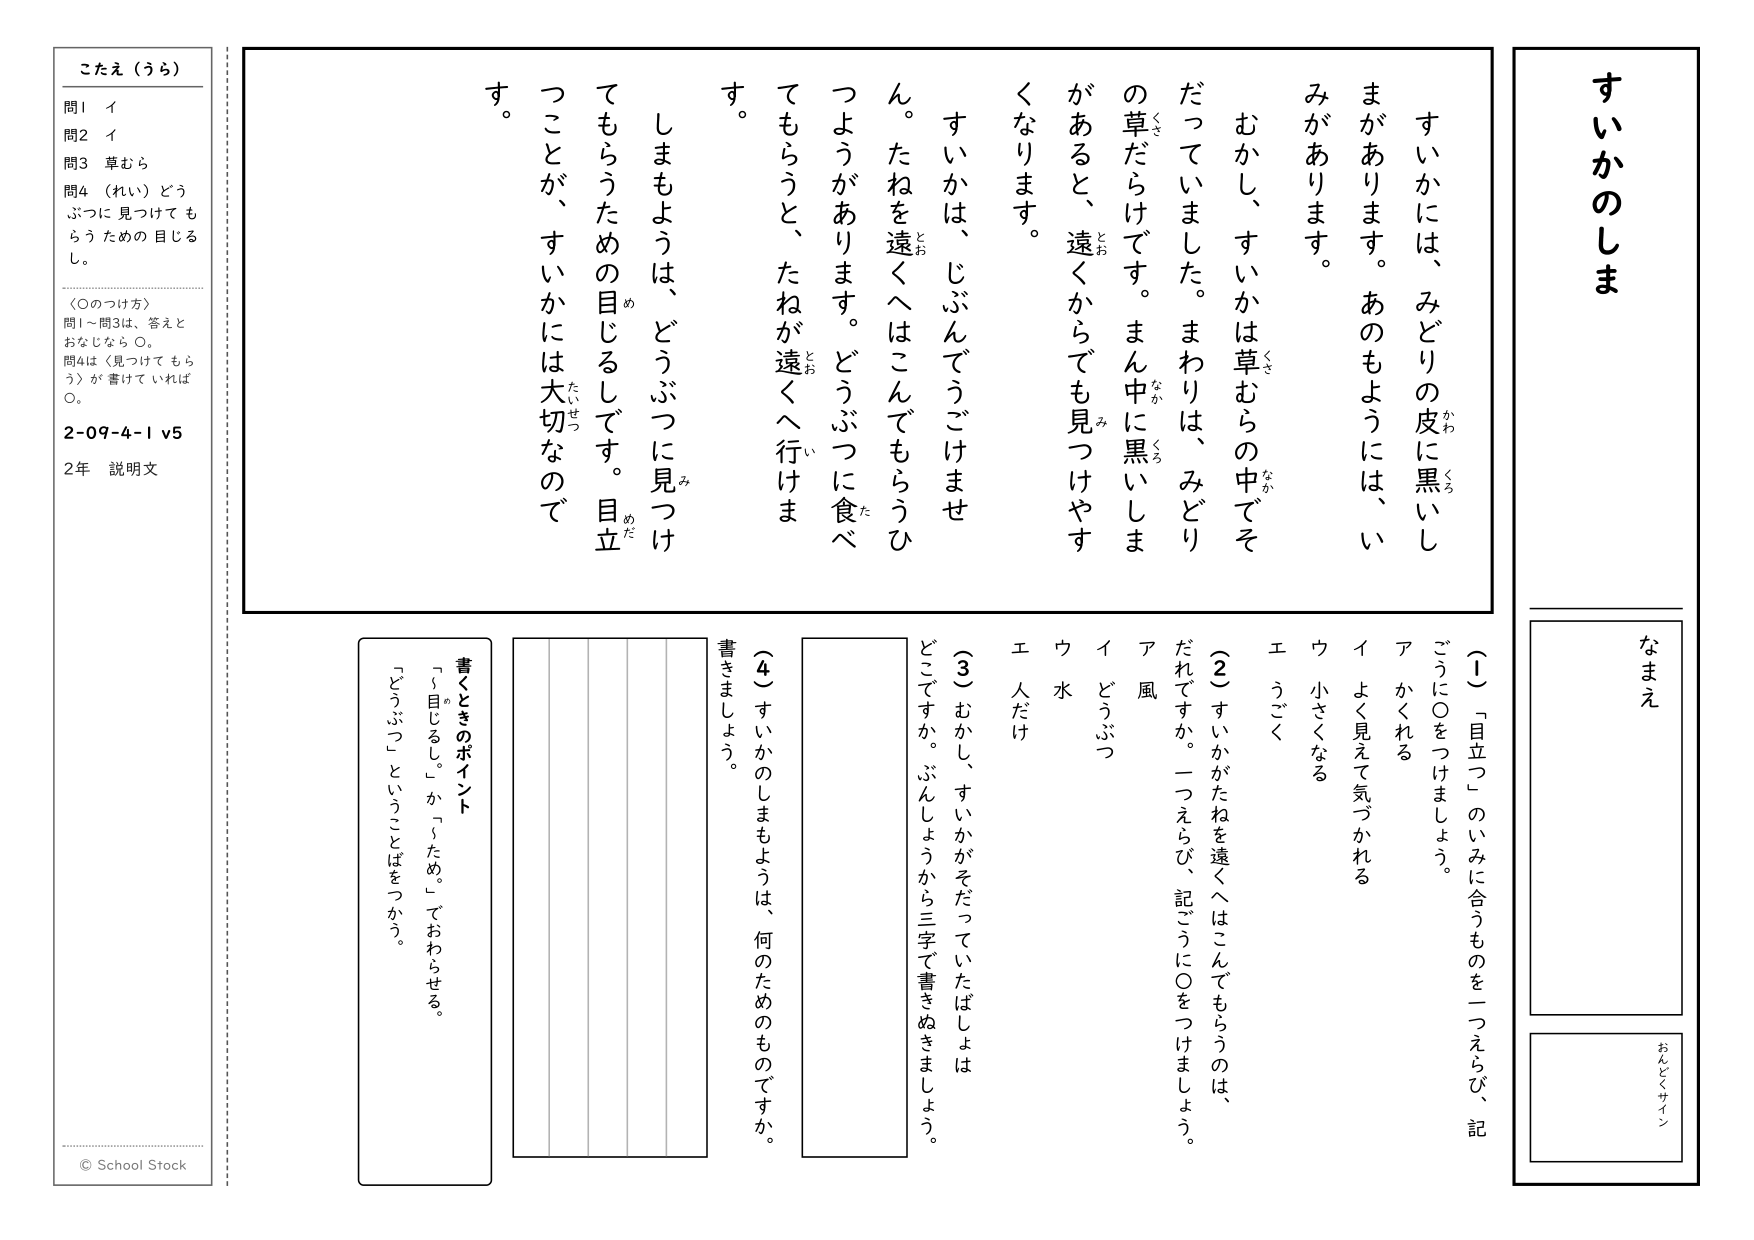 すいかのしま
なまえ
おんどくサイン
すいかには、みどりの皮に黒いし
まがあります。あのもようには、い
みがあります。
むかし、すいかは草むらの中でそ
だっていました。まわりは、みどり
の草だらけです。まん中に黒いしま
があると、遠くからでも見つけやす
くなります。
すいかは、じぶんでうごけませ
ん。たねを遠くへはこんでもらうひ
つようがあります。どうぶつに食べ
てもらうと、たねが遠くへ行けま
す。
しまもようは、どうぶつに見つけ
てもらうための目じるしです。目立
つことが、すいかには大切なので
す。
(1)「目立つ」のいみに合うものを一つえらび、記
ごうに〇をつけましょう。
ア かくれる
イ よく見えて気づかれる
ウ 小さくなる
エ うごく
(2)すいかがたねを遠くへはこんでもらうのは、
だれですか。一つえらび、記ごうに〇をつけましょう。
ア 風
イ どうぶつ
ウ 水
エ 人だけ
(3)むかし、すいかがそだっていたばしょは
どこですか。ぶんしょうから三字で書きぬきましょう。
(4)すいかのしまもようは、何のためのものですか。
書きましょう。
書くときのポイント
「~目じるし。」か「~ため。」でおわらせる。
「どうぶつ」ということばをつかう。
こたえ(うら)
問1 イ
問2 イ
問3 草むら
問4 (れい)どう
ぶつに 見つけて も
らう ための 目じる
し。
〈〇のつけ方〉
問1~問3は、答えと
おなじなら 〇。
問4は〈見つけて もら
う〉が 書けて いれば
〇。
2-09-4-1 v5
2年 説明文
© School Stock